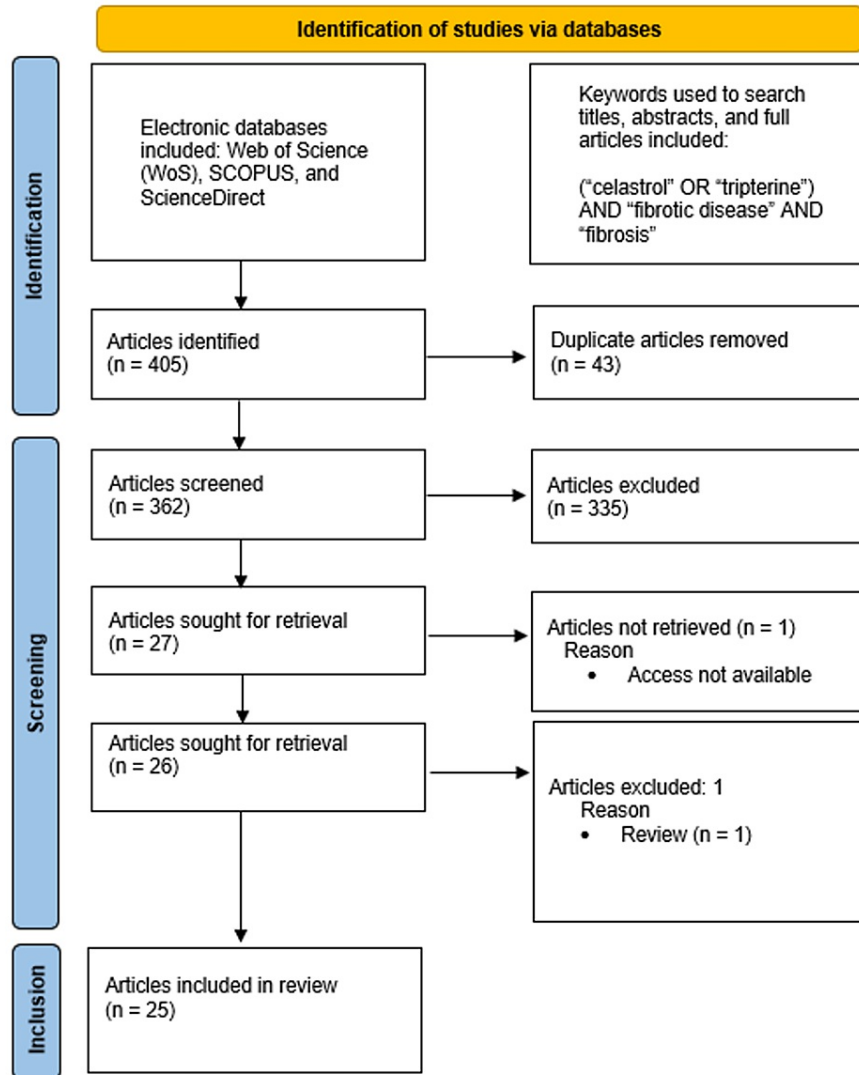 Identification of studies via databases
Identification
Electronic databases
included: Web of Science
(WoS), SCOPUS, and
ScienceDirect
Keywords used to search
titles, abstracts, and full
articles included:
(“celastrol” OR “tripterine”)
AND “fibrotic disease” AND
“fibrosis”
Articles identified
(n = 405)
Duplicate articles removed
(n = 43)
Screening
Articles screened
(n = 362)
Articles excluded
(n = 335)
Articles sought for retrieval
(n = 27)
Articles not retrieved (n = 1)
Reason
• Access not available
Articles sought for retrieval
(n = 26)
Articles excluded: 1
Reason
• Review (n = 1)
Inclusion
Articles included in review
(n = 25)